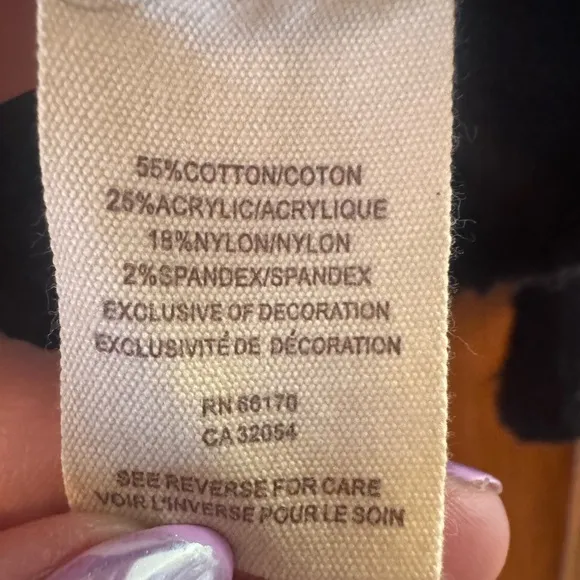 55%COTTON/COTON
25%ACRYLIC/ACRYLIQUE
18%NYLON/NYLON
2%SPANDEX/SPANDEX
EXCLUSIVE OF DECORATION
EXCLUSIVITÉ DE DÉCORATION
RN 66170
CA 32054
SEE REVERSE FOR CARE
VOIR L'INVERSE POUR LE SOIN